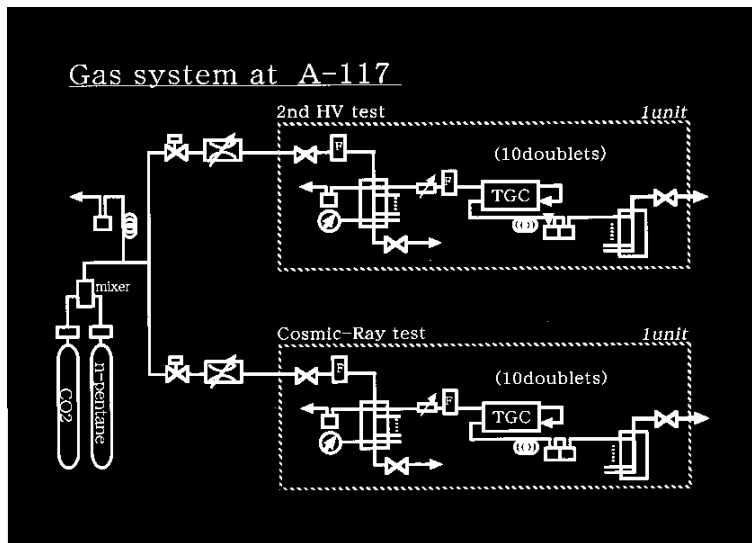 Gas system at A-117
2nd HV test 1unit
F
(10doublets)
F
TGC
mixer
CO2
n-pentane
Cosmic-Ray test 1unit
F
(10doublets)
F
TGC